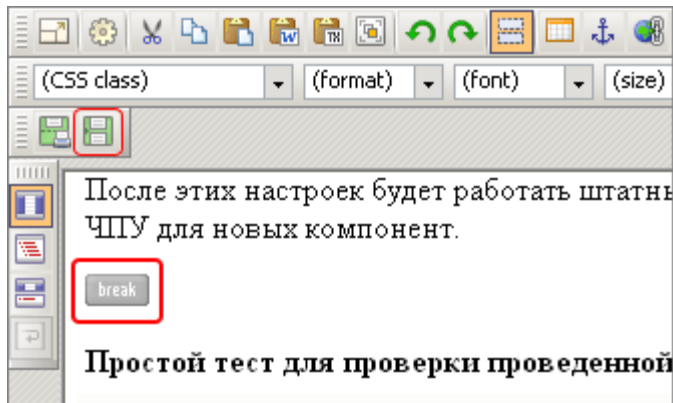 (CSS class) (format) (font) (size)
После этих настроек будет работать
ЧПУ для новых компонент.
break
Простой тест для проверки проведенной